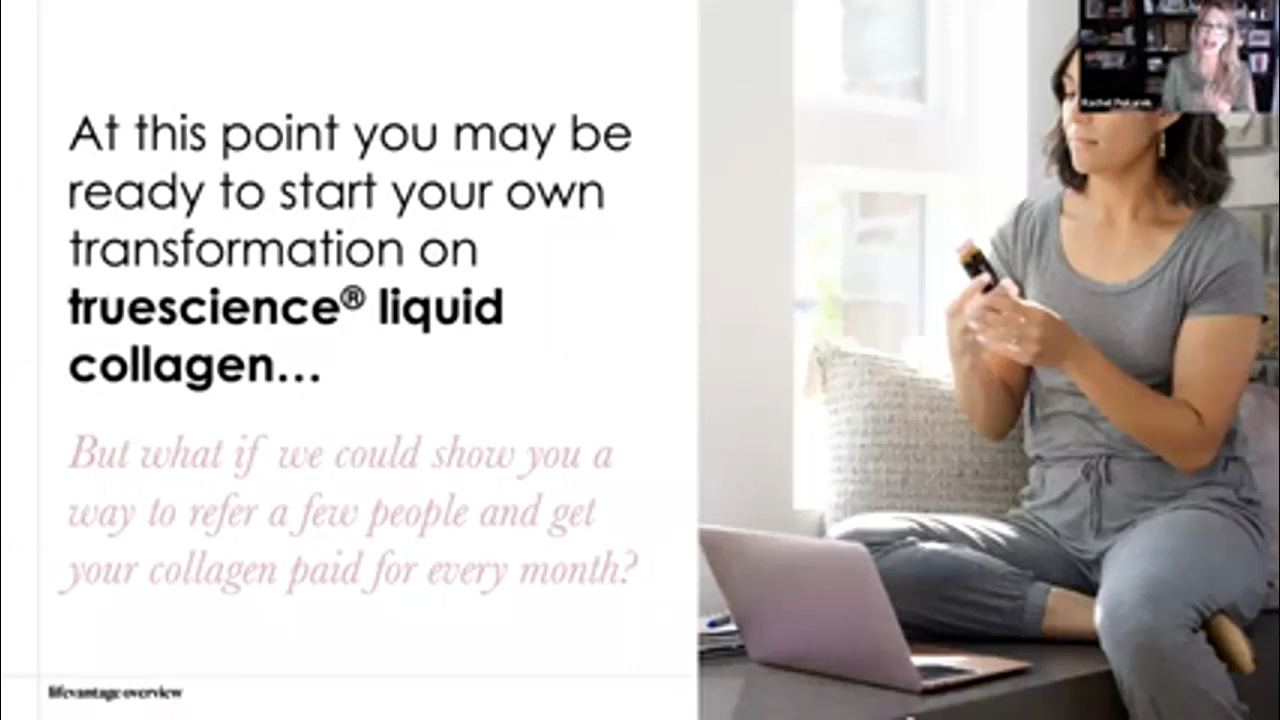 At this point you may be
ready to start your own
transformation on
truescience® liquid
collagen...
But what if we could show you a
way to refer a few people and get
your collagen paid for every month?
lifevantage overview